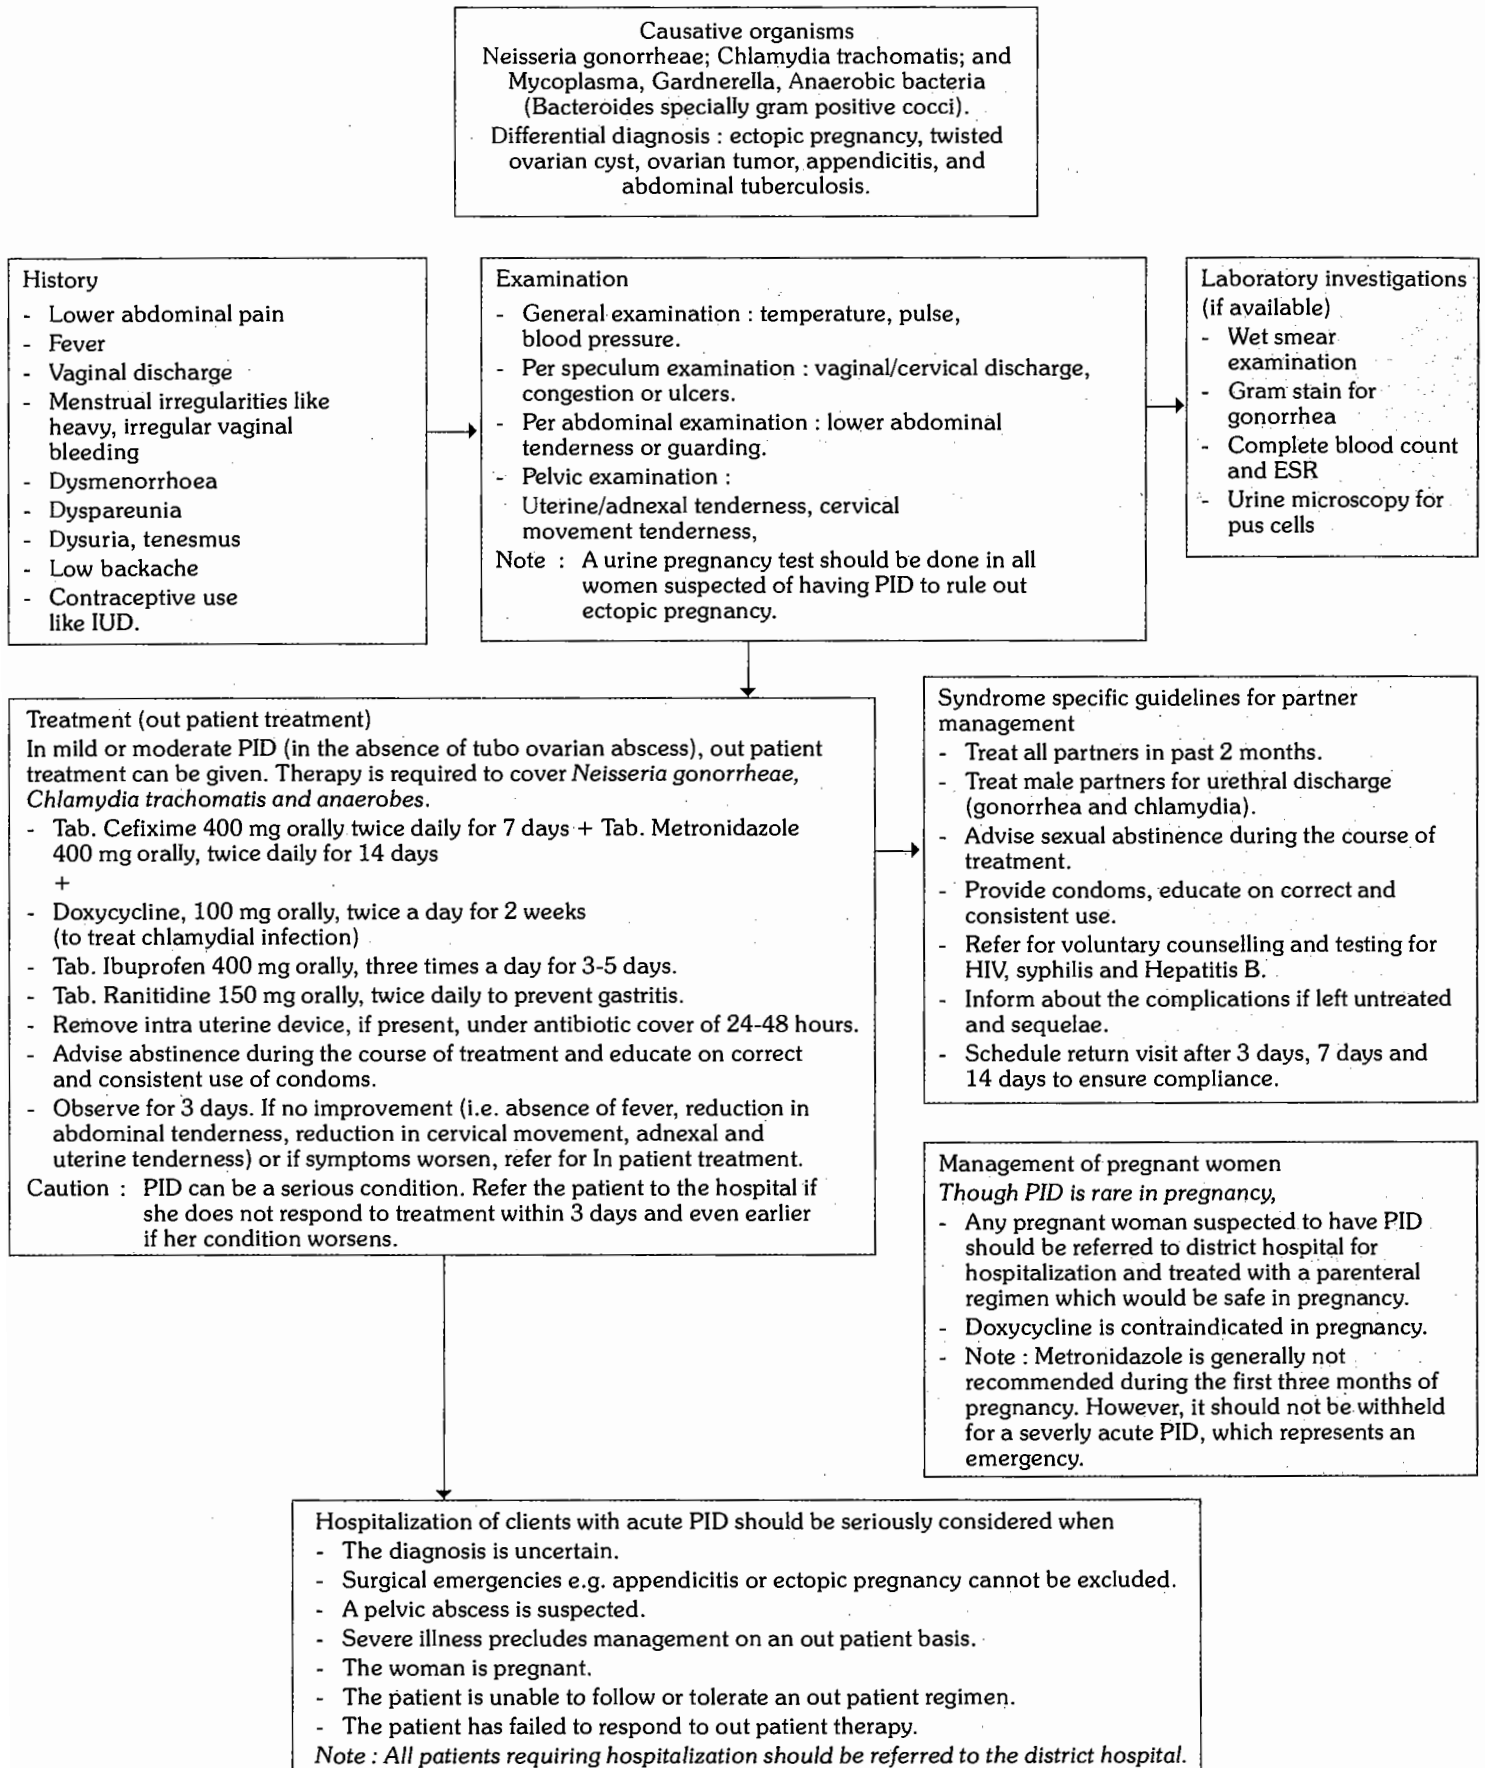 Causative organisms
Neisseria gonorrheae; Chlamydia trachomatis; and
Mycoplasma, Gardnerella, Anaerobic bacteria
(Bacteroides specially gram positive cocci).
Differential diagnosis : ectopic pregnancy, twisted
ovarian cyst, ovarian tumor, appendicitis, and
abdominal tuberculosis.
History
- Lower abdominal pain
- Fever
- Vaginal discharge
- Menstrual irregularities like
heavy, irregular vaginal
bleeding
- Dysmenorrhoea
- Dyspareunia
- Dysuria, tenesmus
- Low backache
- Contraceptive use
like IUD.
Examination
- General examination : temperature, pulse,
blood pressure.
- Per speculum examination : vaginal/cervical discharge,
congestion or ulcers.
- Per abdominal examination : lower abdominal
tenderness or guarding.
- Pelvic examination :
Uterine/adnexal tenderness, cervical
movement tenderness,
Note : A urine pregnancy test should be done in all
women suspected of having PID to rule out
ectopic pregnancy.
Laboratory investigations
(if available)
- Wet smear
examination
- Gram stain for
gonorrhea
- Complete blood count
and ESR
- Urine microscopy for
pus cells
Treatment (out patient treatment)
In mild or moderate PID (in the absence of tubo ovarian abscess), out patient
treatment can be given. Therapy is required to cover Neisseria gonorrheae,
Chlamydia trachomatis and anaerobes.
- Tab. Cefixime 400 mg orally twice daily for 7 days + Tab. Metronidazole
400 mg orally, twice daily for 14 days
+
- Doxycycline, 100 mg orally, twice a day for 2 weeks
(to treat chlamydial infection)
- Tab. Ibuprofen 400 mg orally, three times a day for 3-5 days.
- Tab. Ranitidine 150 mg orally, twice daily to prevent gastritis.
- Remove intra uterine device, if present, under antibiotic cover of 24-48 hours.
- Advise abstinence during the course of treatment and educate on correct
and consistent use of condoms.
- Observe for 3 days. If no improvement (i.e. absence of fever, reduction in
abdominal tenderness, reduction in cervical movement, adnexal and
uterine tenderness) or if symptoms worsen, refer for In patient treatment.
Caution : PID can be a serious condition. Refer the patient to the hospital if
she does not respond to treatment within 3 days and even earlier
if her condition worsens.
Syndrome specific guidelines for partner
management
- Treat all partners in past 2 months.
- Treat male partners for urethral discharge
(gonorrhea and chlamydia).
- Advise sexual abstinence during the course of
treatment.
- Provide condoms, educate on correct and
consistent use.
- Refer for voluntary counselling and testing for
HIV, syphilis and Hepatitis B.
- Inform about the complications if left untreated
and sequelae.
- Schedule return visit after 3 days, 7 days and
14 days to ensure compliance.
Management of pregnant women
Though PID is rare in pregnancy,
- Any pregnant woman suspected to have PID
should be referred to district hospital for
hospitalization and treated with a parenteral
regimen which would be safe in pregnancy.
- Doxycycline is contraindicated in pregnancy.
- Note : Metronidazole is generally not
recommended during the first three months of
pregnancy. However, it should not be withheld
for a severly acute PID, which represents an
emergency.
Hospitalization of clients with acute PID should be seriously considered when
- The diagnosis is uncertain.
- Surgical emergencies e.g. appendicitis or ectopic pregnancy cannot be excluded.
- A pelvic abscess is suspected.
- Severe illness precludes management on an out patient basis.
- The woman is pregnant.
- The patient is unable to follow or tolerate an out patient regimen.
- The patient has failed to respond to out patient therapy.
Note : All patients requiring hospitalization should be referred to the district hospital.